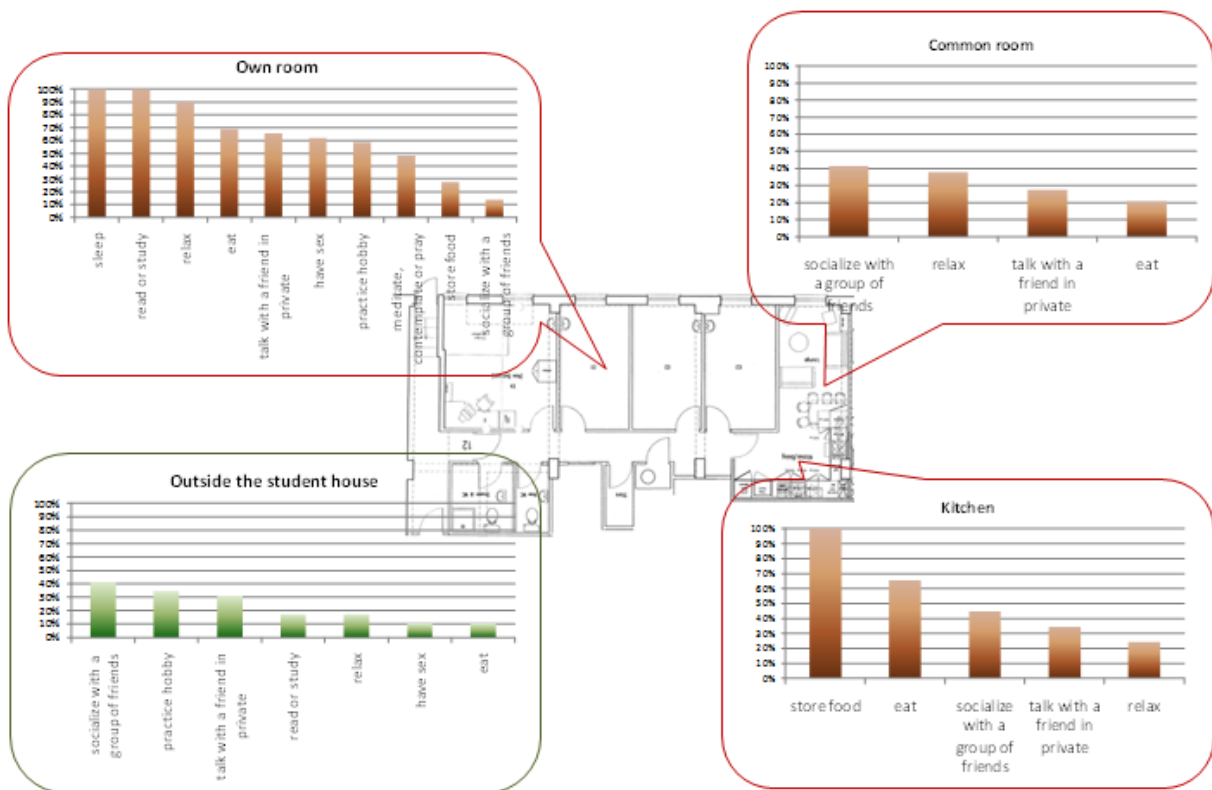 Own room
100%
90%
80%
70%
60%
50%
40%
30%
20%
10%
0%
sleep
read or study
relax
eat
talk with a friend in
private
have sex
practice hobby
meditate,
contemplate or pray
store food
socialize with a
group of friends
Common room
100%
90%
80%
70%
60%
50%
40%
30%
20%
10%
0%
socialize with
a group of
friends
relax
talk with a
friend in
private
eat
12
Outside the student house
100%
90%
80%
70%
60%
50%
40%
30%
20%
10%
0%
socialize with a
group of friends
practice hobby
talk with a friend in
private
read or study
relax
have sex
eat
Kitchen
100%
90%
80%
70%
60%
50%
40%
30%
20%
10%
0%
store food
eat
socialize
with a
group of
friends
talk with a
friend in
private
relax